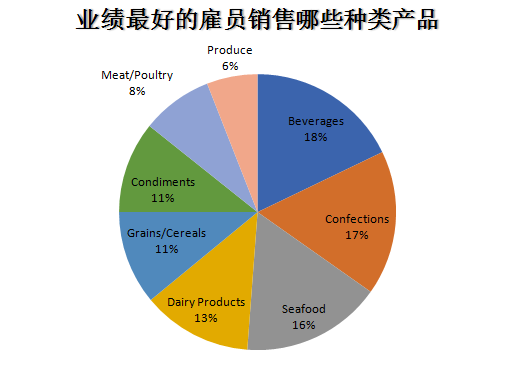 业绩最好的雇员销售哪些种类产品
Produce
6%
Meat/Poultry
8%
Beverages
18%
Condiments
11%
Confections
17%
Grains/Cereals
11%
Dairy Products
13%
Seafood
16%